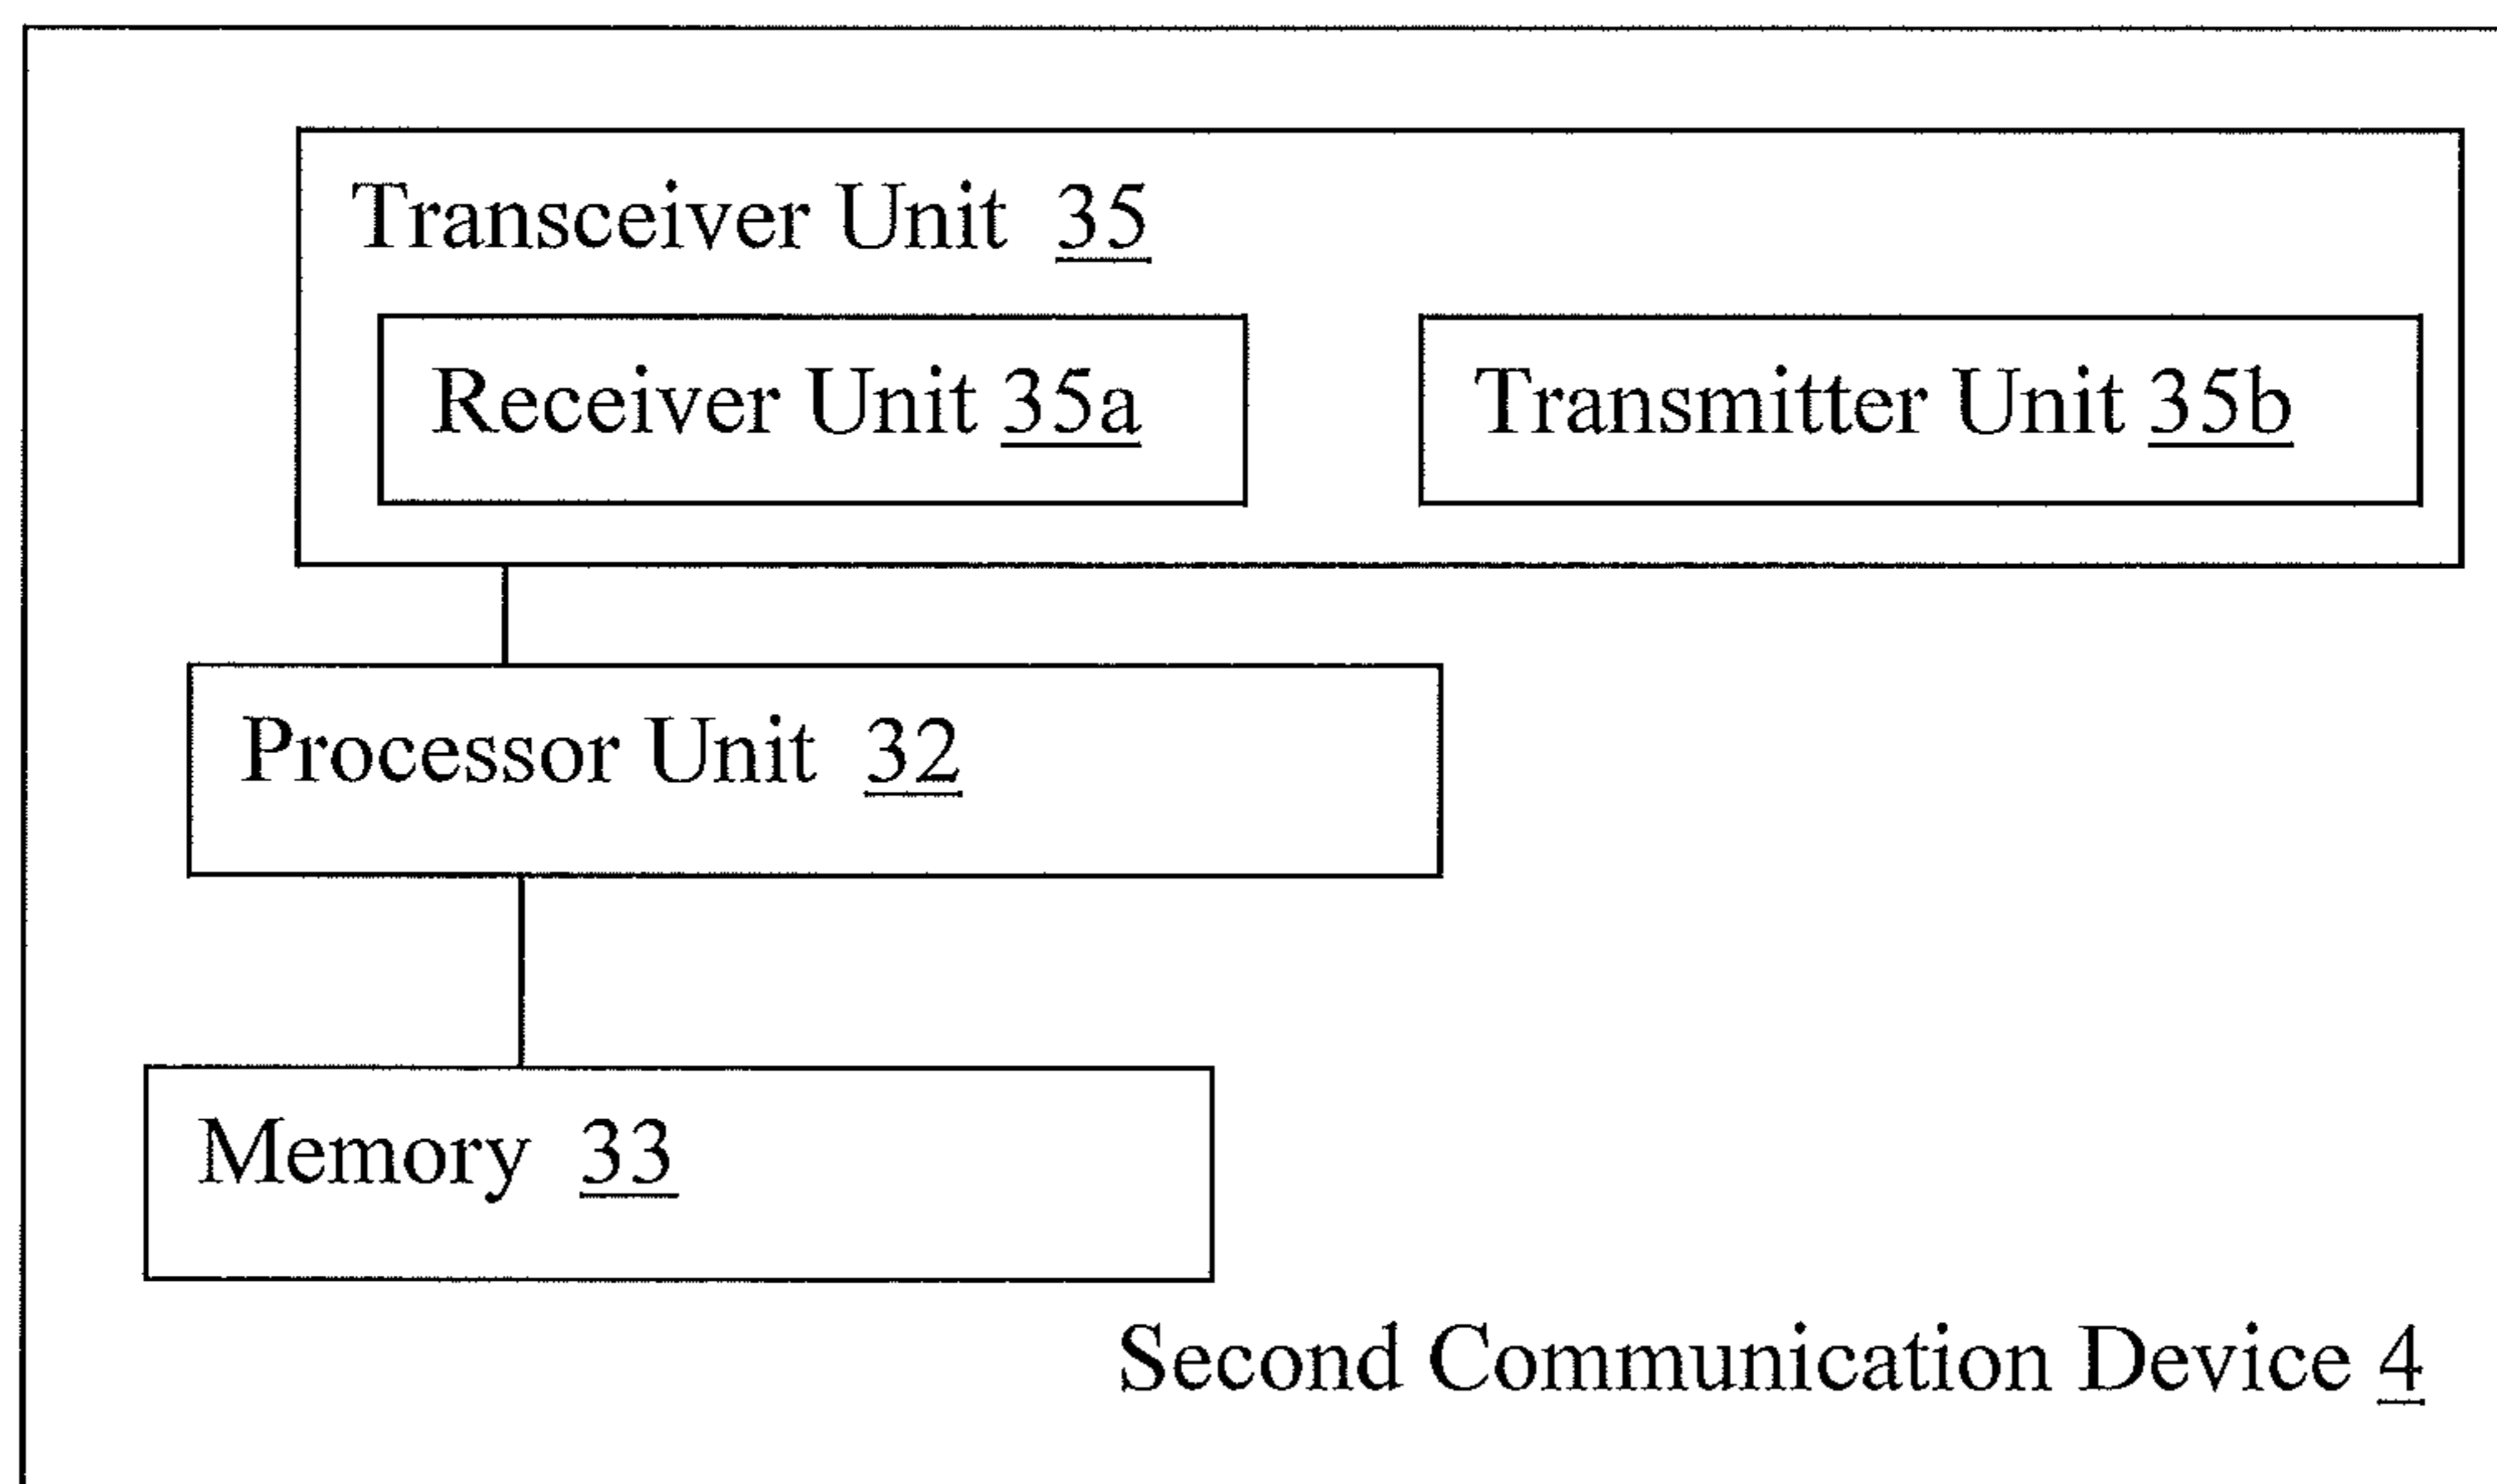 Transceiver Unit 35
Receiver Unit 35a
Transmitter Unit 35b
Processor Unit 32
Memory 33
Second Communication Device 4